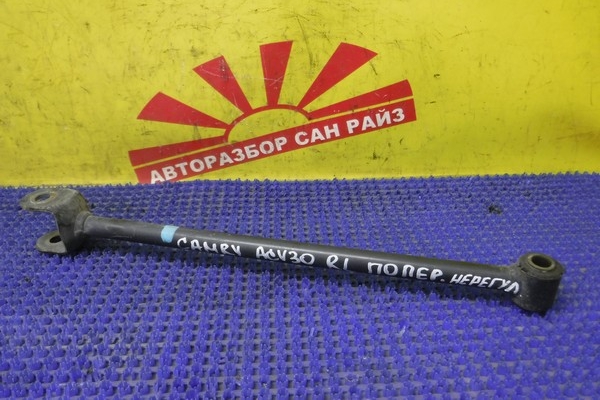 АВТОРАЗБОР САН РАЙЗ
CAMRY ACV30 RL ПОПЕР. НЕРЕГУЛ